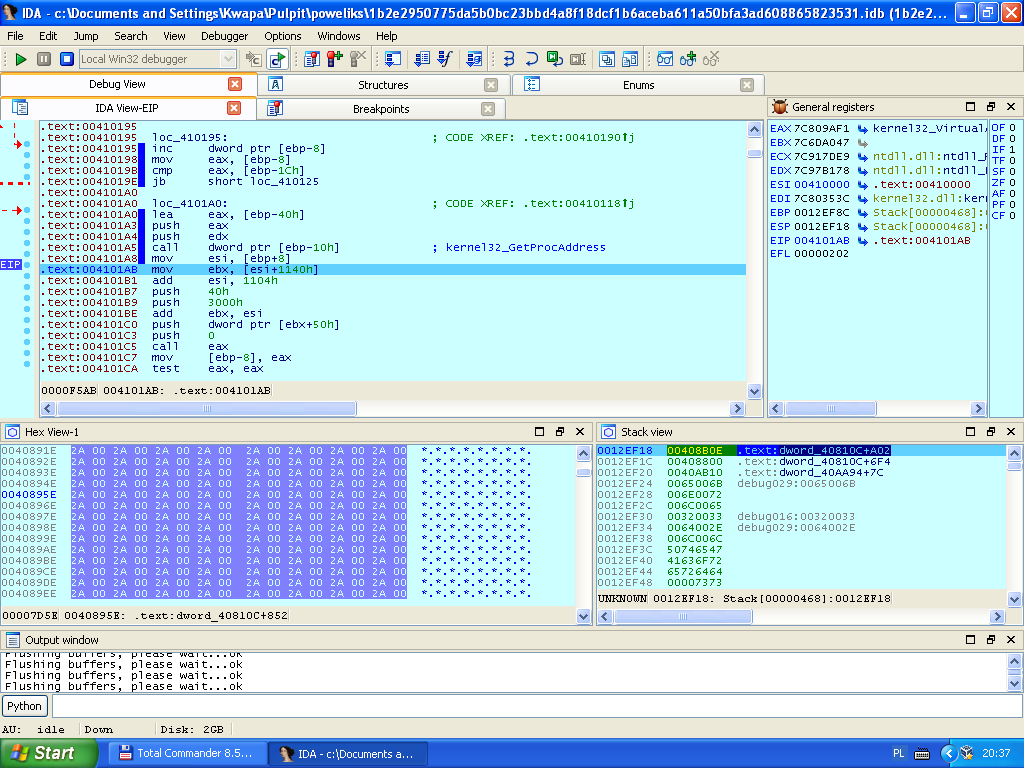 IDA - c:\Documents and Settings\Kwapa\Pulpit\poweliks\1b2e2950775da5b0bc23bbd4a8f18dcf1b6aceba611a50bfa3ad608865823531.idb (1b2e2...
File Edit Jump Search View Debugger Options Windows Help
Local Win32 debugger
Debug View Structures Enums
IDA View-EIP Breakpoints General registers
.text:00410195
.text:00410195 loc_410195: ; CODE XREF: .text:00410190↑j
.text:00410195 inc dword ptr [ebp-8]
.text:00410198 mov eax, [ebp-8]
.text:0041019B cmp eax, [ebp-1Ch]
.text:0041019E jb short loc_410125
.text:004101A0
.text:004101A0 loc_4101A0: ; CODE XREF: .text:00410118↑j
.text:004101A0 lea eax, [ebp-40h]
.text:004101A3 push eax
.text:004101A4 push edx
.text:004101A5 call dword ptr [ebp-10h] ; kernel32_GetProcAddress
.text:004101A8 mov esi, [ebp+8]
EIP .text:004101AB mov ebx, [esi+1140h]
.text:004101B1 add esi, 1104h
.text:004101B7 push 40h
.text:004101B9 push 3000h
.text:004101BE add ebx, esi
.text:004101C0 push dword ptr [ebx+50h]
.text:004101C3 push 0
.text:004101C5 call eax
.text:004101C7 mov [ebp-8], eax
.text:004101CA test eax, eax
0000F5AB 004101AB: .text:004101AB
EAX 7C809AF1 kernel32_Virtual
EBX 7C6DA047
ECX 7C917DE9 ntdll.dll:ntdll_
EDX 7C97B178 ntdll.dll:ntdll_
ESI 00410000 .text:00410000
EDI 7C80353C kernel32.dll:ker
EBP 0012EF8C Stack[00000468]:
ESP 0012EF18 Stack[00000468]:
EIP 004101AB .text:004101AB
EFL 00000202
OF 0
DF 0
IF 1
TF 0
SF 0
ZF 0
AF 0
PF 0
CF 0
Hex View-1
0040891E 2A 00 2A 00 2A 00 2A 00 2A 00 2A 00 2A 00 2A 00 *.*.*.*.*.*.*.*.
0040892E 2A 00 2A 00 2A 00 2A 00 2A 00 2A 00 2A 00 2A 00 *.*.*.*.*.*.*.*.
0040893E 2A 00 2A 00 2A 00 2A 00 2A 00 2A 00 2A 00 2A 00 *.*.*.*.*.*.*.*.
0040894E 2A 00 2A 00 2A 00 2A 00 2A 00 2A 00 2A 00 2A 00 *.*.*.*.*.*.*.*.
0040895E 2A 00 2A 00 2A 00 2A 00 2A 00 2A 00 2A 00 2A 00 *.*.*.*.*.*.*.*.
0040896E 2A 00 2A 00 2A 00 2A 00 2A 00 2A 00 2A 00 2A 00 *.*.*.*.*.*.*.*.
0040897E 2A 00 2A 00 2A 00 2A 00 2A 00 2A 00 2A 00 2A 00 *.*.*.*.*.*.*.*.
0040898E 2A 00 2A 00 2A 00 2A 00 2A 00 2A 00 2A 00 2A 00 *.*.*.*.*.*.*.*.
0040899E 2A 00 2A 00 2A 00 2A 00 2A 00 2A 00 2A 00 2A 00 *.*.*.*.*.*.*.*.
004089AE 2A 00 2A 00 2A 00 2A 00 2A 00 2A 00 2A 00 2A 00 *.*.*.*.*.*.*.*.
004089BE 2A 00 2A 00 2A 00 2A 00 2A 00 2A 00 2A 00 2A 00 *.*.*.*.*.*.*.*.
004089CE 2A 00 2A 00 2A 00 2A 00 2A 00 2A 00 2A 00 2A 00 *.*.*.*.*.*.*.*.
004089DE 2A 00 2A 00 2A 00 2A 00 2A 00 2A 00 2A 00 2A 00 *.*.*.*.*.*.*.*.
004089EE 2A 00 2A 00 2A 00 2A 00 2A 00 2A 00 2A 00 2A 00 *.*.*.*.*.*.*.*.
00007D5E 0040895E: .text:dword_40810C+852
Stack view
0012EF18 00408B0E .text:dword_40810C+A02
0012EF1C 00408800 .text:dword_40810C+6F4
0012EF20 0040AB10 .text:dword_40AA94+7C
0012EF24 0065006B debug029:0065006B
0012EF28 006E0072
0012EF2C 006C0065
0012EF30 00320033 debug016:00320033
0012EF34 0064002E debug029:0064002E
0012EF38 006C006C
0012EF3C 50746547
0012EF40 41636F72
0012EF44 65726464
0012EF48 00007373
UNKNOWN 0012EF18: Stack[00000468]:0012EF18
Output window
Flushing buffers, please wait...ok
Flushing buffers, please wait...ok
Flushing buffers, please wait...ok
Flushing buffers, please wait...ok
Python
AU: idle Down Disk: 2GB
Start Total Commander 8.5... IDA - c:\Documents a... PL 20:37